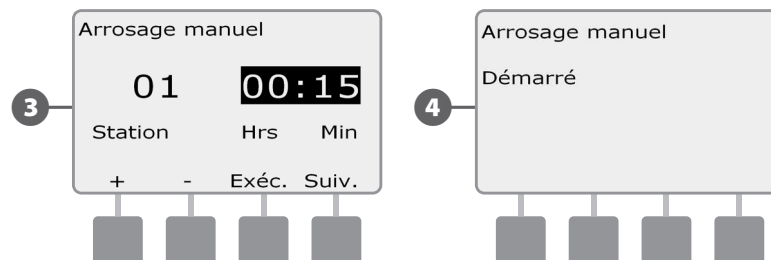 Arrosage manuel
01 00:15
Station Hrs Min
+ - Exéc. Suiv.
3
Arrosage manuel
Démarré
4